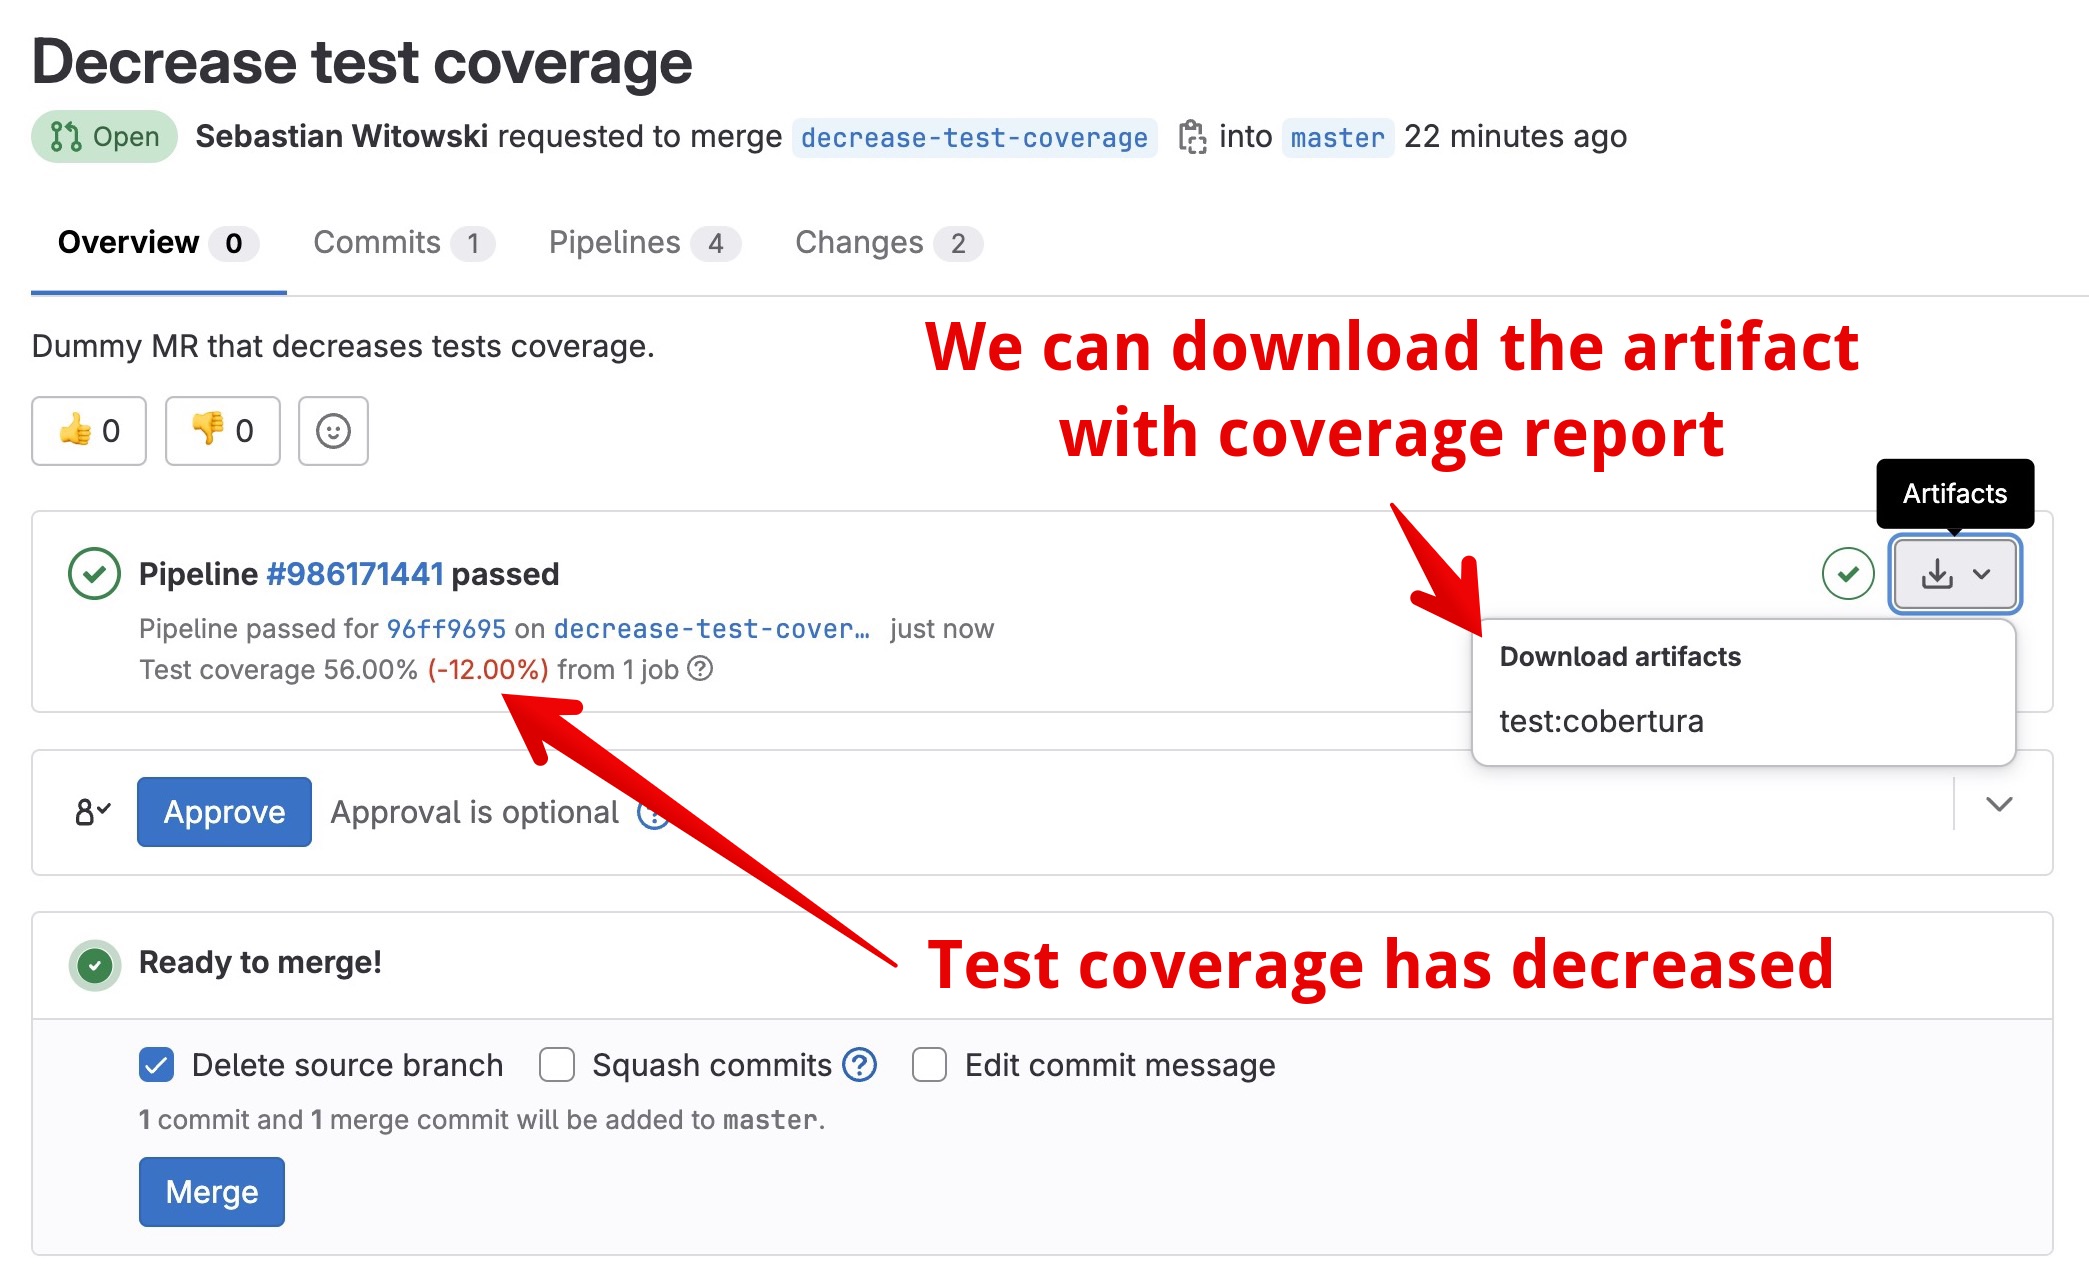 Decrease test coverage
Open Sebastian Witowski requested to merge decrease-test-coverage into master 22 minutes ago
Overview 0 Commits 1 Pipelines 4 Changes 2
Dummy MR that decreases tests coverage.
We can download the artifact
with coverage report
👍 0 👎 0
Artifacts
Pipeline #986171441 passed
Pipeline passed for 96ff9695 on decrease-test-cover… just now
Test coverage 56.00% (-12.00%) from 1 job
Download artifacts
test:cobertura
Approve Approval is optional
Ready to merge!
Test coverage has decreased
Delete source branch Squash commits Edit commit message
1 commit and 1 merge commit will be added to master.
Merge